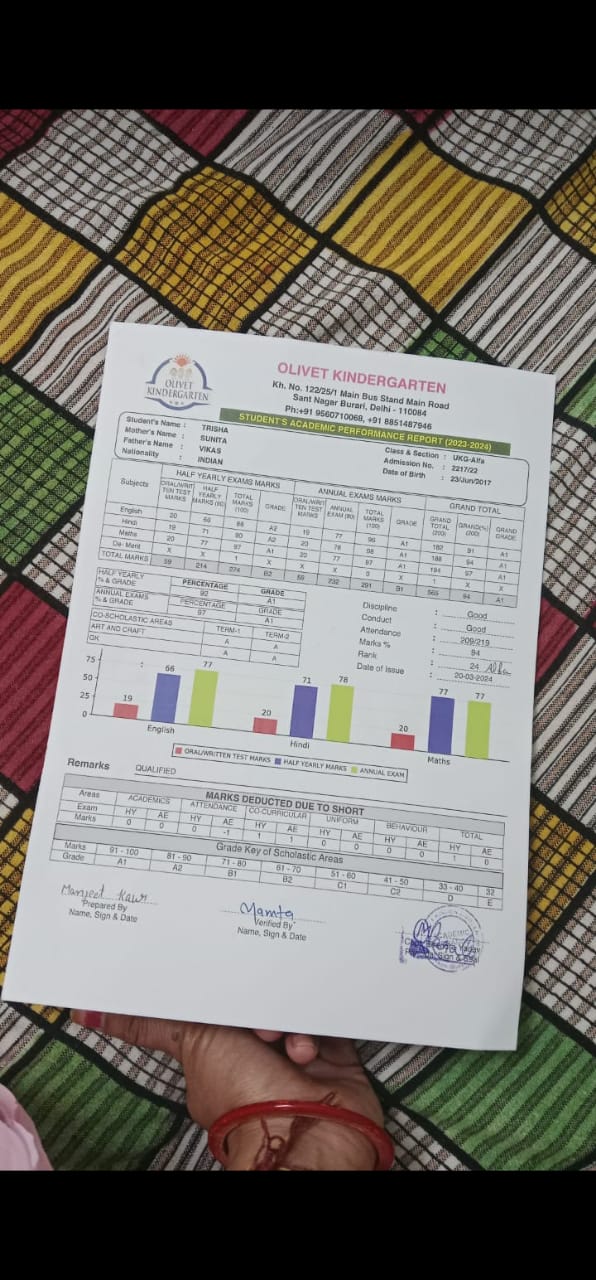 OLIVET KINDERGARTEN
OLIVET KINDERGARTEN
Kh. No. 122/25/1 Main Bus Stand Main Road
Sant Nagar Burari, Delhi - 110084
Ph:+91 9560710068, +91 8851487946
STUDENT'S ACADEMIC PERFORMANCE REPORT (2023-2024)
Student's Name : TRISHA
Mother's Name : SUNITA
Father's Name : VIKAS
Nationality : INDIAN
Class & Section : UKG-Alfa
Admission No. : 2217/22
Date of Birth : 23/Jun/2017
Subjects HALF YEARLY EXAMS MARKS ANNUAL EXAMS MARKS GRAND TOTAL
ORAL/WRIT TEN TEST MARKS HALF YEARLY MARKS (80) TOTAL MARKS (100) GRADE ORAL/WRIT TEN TEST MARKS ANNUAL EXAM (80) TOTAL MARKS (100) GRADE GRAND TOTAL (200) GRAND(%) (200) GRAND GRADE
English 20 66 86 A2 19 77 96 A1 182 91 A1
Hindi 19 71 90 A2 20 78 98 A1 188 94 A1
Maths 20 77 97 A1 20 77 97 A1 194 97 A1
De- Merit X X 1 X X X 0 X 1 X X
TOTAL MARKS 59 214 274 59 232 291 B1 565 94 A1
HALF YEARLY % & GRADE PERCENTAGE GRADE
92 A1
ANNUAL EXAMS % & GRADE PERCENTAGE GRADE
97 A1
CO-SCHOLASTIC AREAS TERM-1 TERM-2
ART AND CRAFT A A
GK A A
Discipline : Good
Conduct : Good
Attendance : 209/219
Marks % : 94
Rank : 24
Date of Issue : 20-03-2024
75
50
25
0
19 66 77
20 71 78
20 77 77
English Hindi Maths
ORAL/WRITTEN TEST MARKS HALF YEARLY MARKS ANNUAL EXAM
Remarks QUALIFIED
MARKS DEDUCTED DUE TO SHORT
Areas ACADEMICS ATTENDANCE CO-CURRICULAR UNIFORM BEHAVIOUR TOTAL
Exam HY AE HY AE HY AE HY AE HY AE HY AE
Marks 0 0 0 -1 1 1 0 0 0 0 1 0
Grade Key of Scholastic Areas
Marks 91 - 100 81 - 90 71 - 80 61 - 70 51 - 60 41 - 50 33 - 40 32
Grade A1 A2 B1 B2 C1 C2 D E
Manjeet Kaur
Prepared By
Name, Sign & Date
Mamta
Verified By
Name, Sign & Date
Sign & Seal